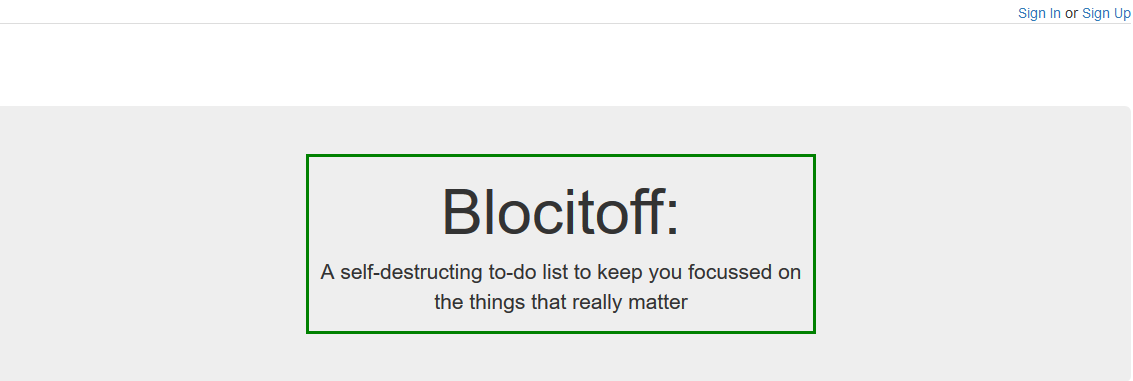 Sign In or Sign Up
Blocitoff:
A self-destructing to-do list to keep you focussed on
the things that really matter